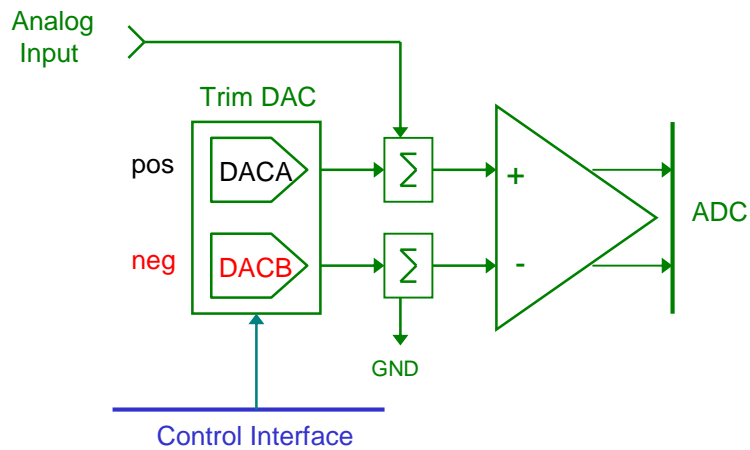 Analog
Input
Trim DAC
pos
DACA
Σ
+
ADC
neg
DACB
Σ
-
GND
Control Interface